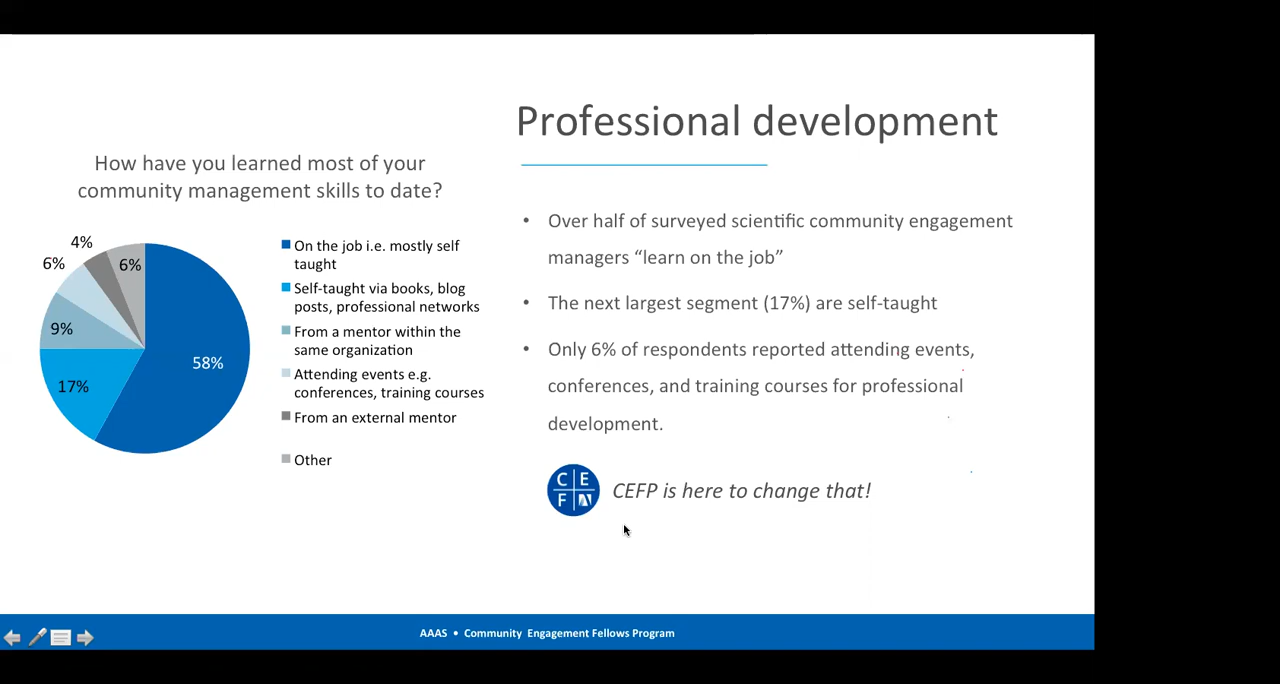 Professional development
How have you learned most of your
community management skills to date?
4%
6%
6%
9%
58%
17%
On the job i.e. mostly self
taught
Self-taught via books, blog
posts, professional networks
From a mentor within the
same organization
Attending events e.g.
conferences, training courses
From an external mentor
Other
• Over half of surveyed scientific community engagement
managers “learn on the job”
• The next largest segment (17%) are self-taught
• Only 6% of respondents reported attending events,
conferences, and training courses for professional
development.
C E
F A
CEFP is here to change that!
AAAS • Community Engagement Fellows Program